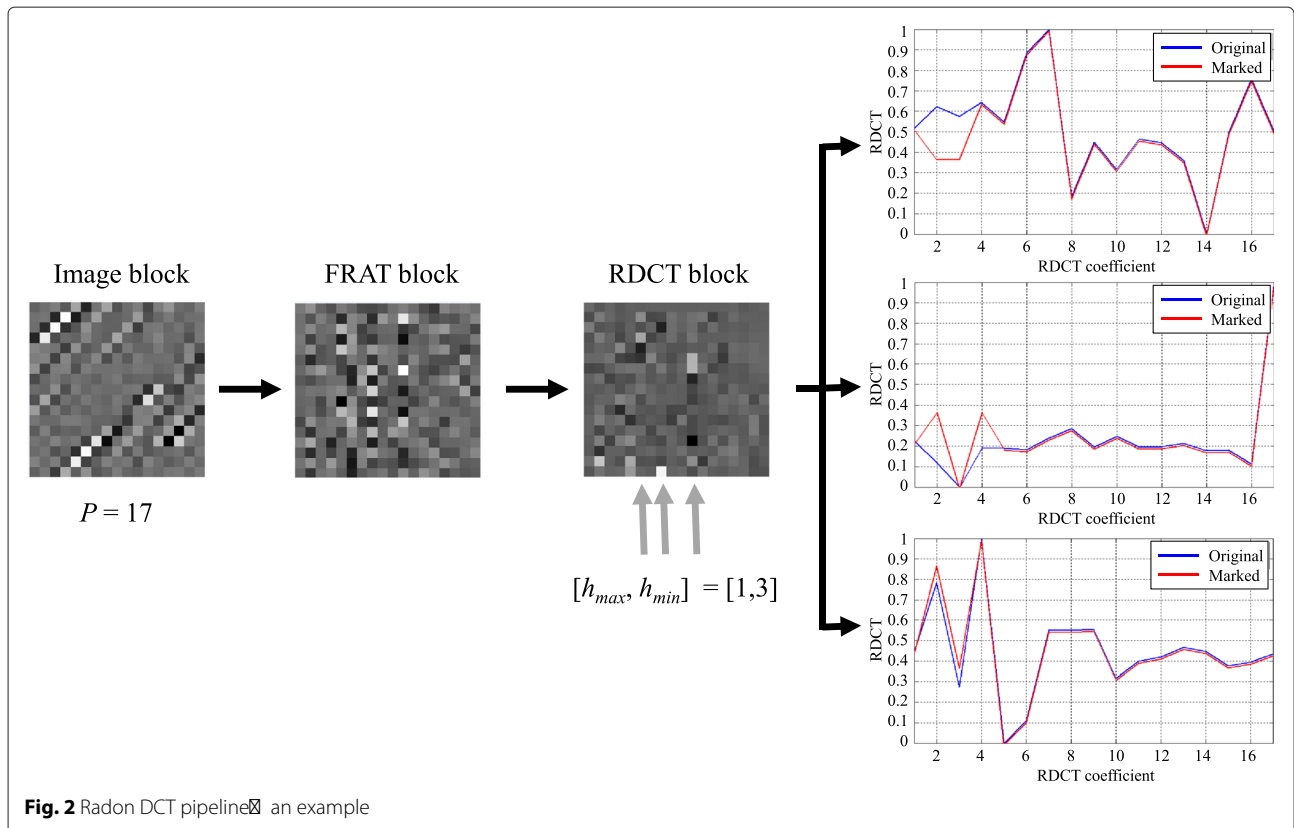 Image block
FRAT block
RDCT block
P = 17
[hmax, hmin] = [1,3]
1
0.9
0.8
0.7
0.6
0.5
0.4
0.3
0.2
0.1
0
RDCT
Original
Marked
2 4 6 8 10 12 14 16
RDCT coefficient
1
0.9
0.8
0.7
0.6
0.5
0.4
0.3
0.2
0.1
0
RDCT
Original
Marked
2 4 6 8 10 12 14 16
RDCT coefficient
1
0.9
0.8
0.7
0.6
0.5
0.4
0.3
0.2
0.1
0
RDCT
Original
Marked
2 4 6 8 10 12 14 16
RDCT coefficient
Fig. 2 Radon DCT pipeline an example